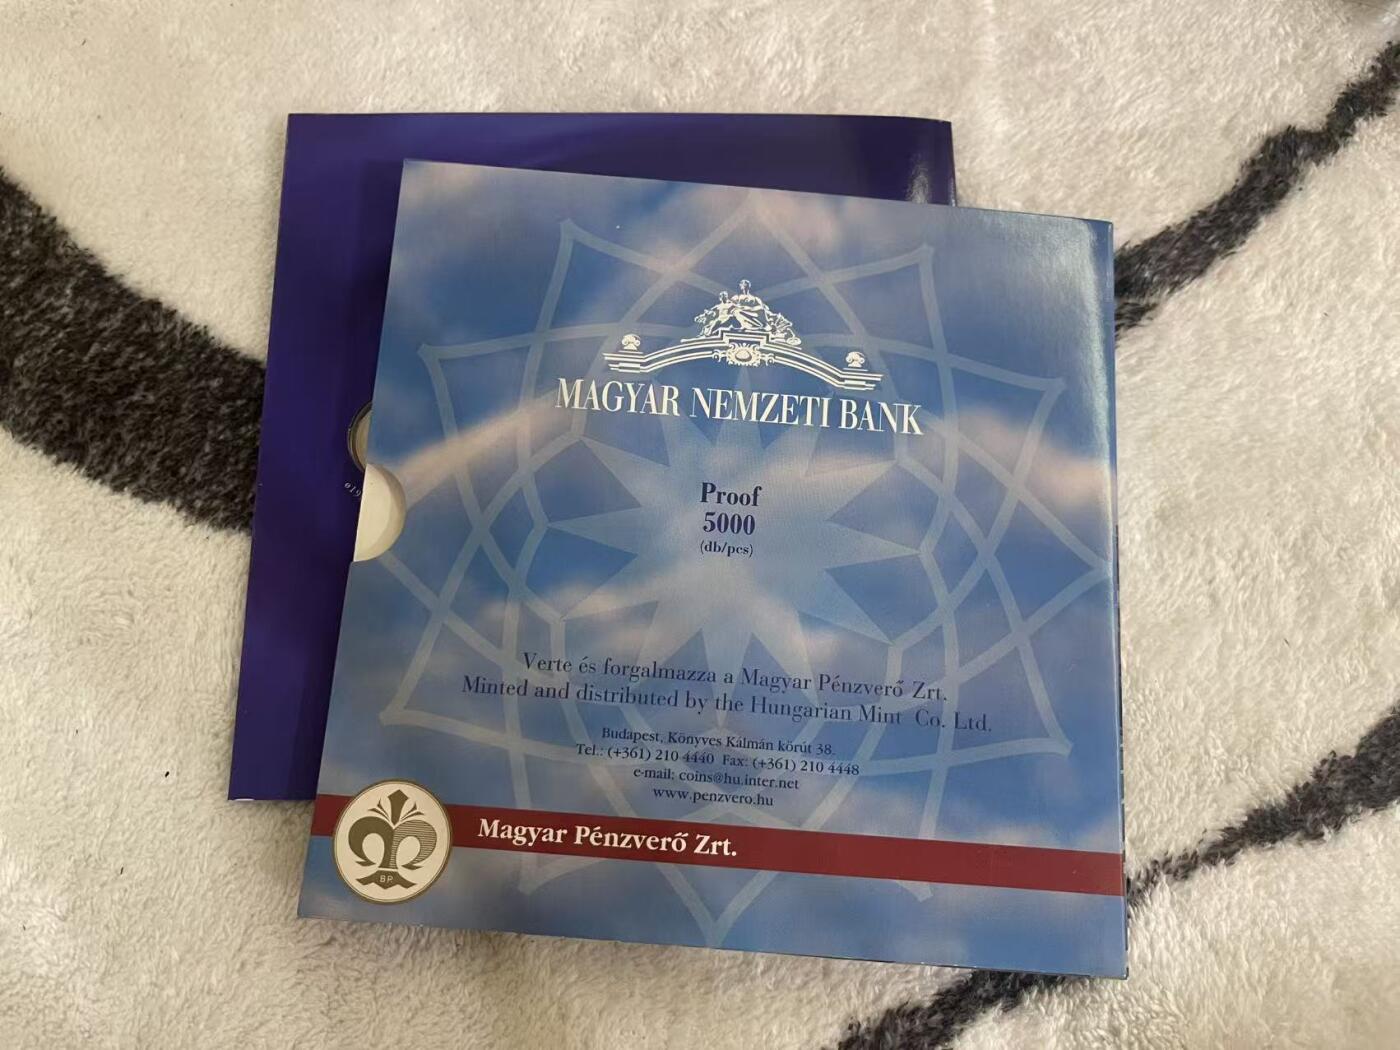 MAGYAR NEMZETI BANK
Proof
5000
(db/pcs)
Verte és forgalmazza a Magyar Pénzverő Zrt.
Minted and distributed by the Hungarian Mint Co. Ltd.
Budapest, Könyves Kálmán körút 38.
Tel.: (+361) 210 4440 Fax: (+361) 210 4448
e-mail: coins@hu.inter.net
www.penzvero.hu
Magyar Pénzverő Zrt.
BP.